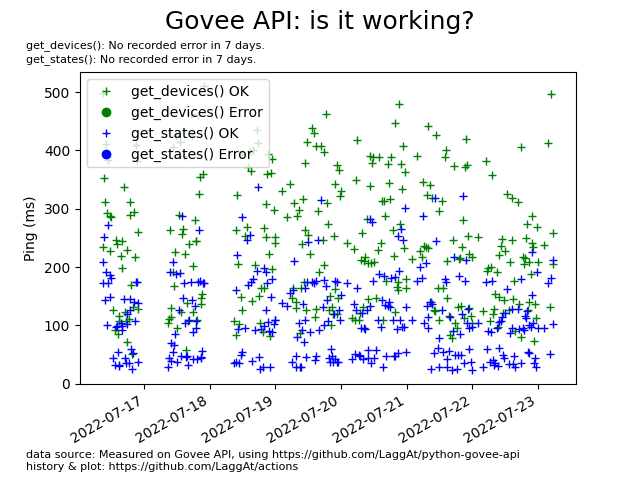 Govee API: is it working?
get_devices(): No recorded error in 7 days.
get_states(): No recorded error in 7 days.
get_devices() OK
get_devices() Error
get_states() OK
get_states() Error
Ping (ms)
500
400
300
200
100
0
2022-07-17
2022-07-18
2022-07-19
2022-07-20
2022-07-21
2022-07-22
2022-07-23
data source: Measured on Govee API, using https://github.com/LaggAt/python-govee-api
history & plot: https://github.com/LaggAt/actions